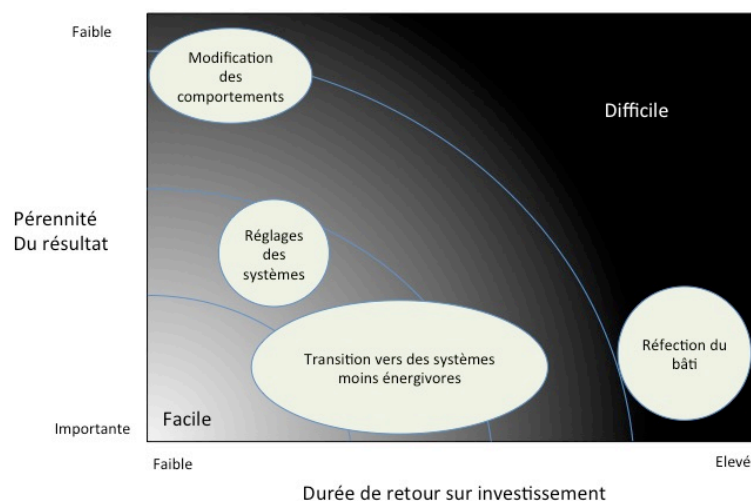 Faible
Modification
des
comportements
Difficile
Pérennité
Du résultat
Réglages
des
systèmes
Transition vers des systèmes
moins énergivores
Réfection du
bâti
Facile
Importante
Faible
Elevé
Durée de retour sur investissement